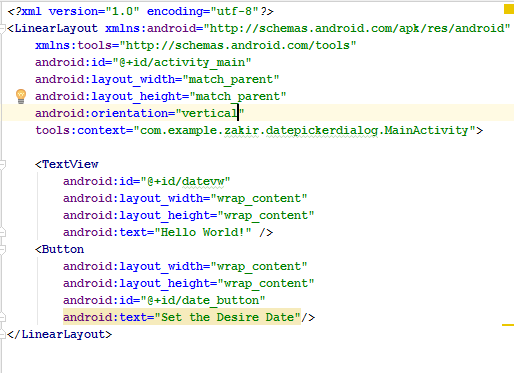 <?xml version="1.0" encoding="utf-8"?>
<LinearLayout xmlns:android="http://schemas.android.com/apk/res/android"
    xmlns:tools="http://schemas.android.com/tools"
    android:id="@+id/activity_main"
    android:layout_width="match_parent"
    android:layout_height="match_parent"
    android:orientation="vertical"
    tools:context="com.example.zakir.datepickerdialog.MainActivity">

    <TextView
        android:id="@+id/datevw"
        android:layout_width="wrap_content"
        android:layout_height="wrap_content"
        android:text="Hello World!" />
    <Button
        android:layout_width="wrap_content"
        android:layout_height="wrap_content"
        android:id="@+id/date_button"
        android:text="Set the Desire Date"/>
</LinearLayout>